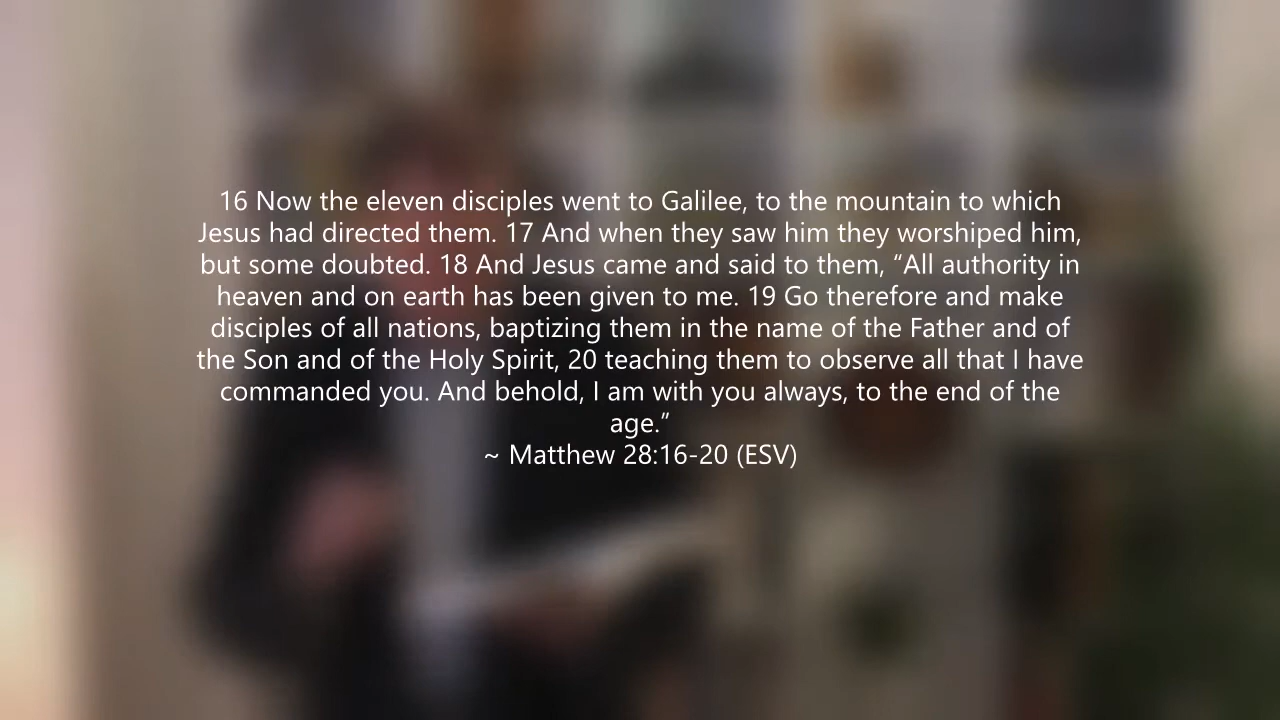 16 Now the eleven disciples went to Galilee, to the mountain to which
Jesus had directed them. 17 And when they saw him they worshiped him,
but some doubted. 18 And Jesus came and said to them, “All authority in
heaven and on earth has been given to me. 19 Go therefore and make
disciples of all nations, baptizing them in the name of the Father and of
the Son and of the Holy Spirit, 20 teaching them to observe all that I have
commanded you. And behold, I am with you always, to the end of the
age.”
~ Matthew 28:16-20 (ESV)